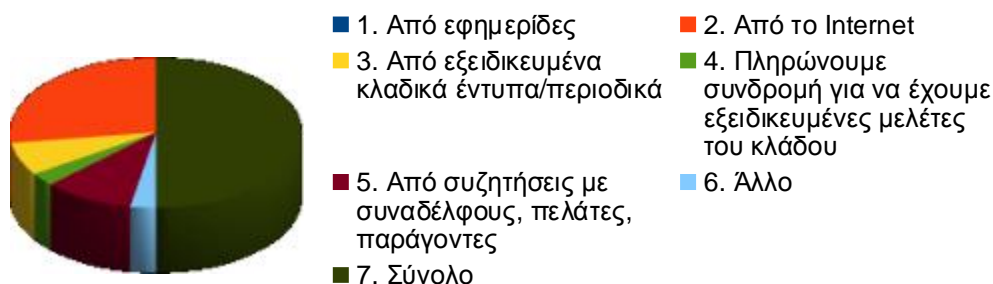 1. Από εφημερίδες
2. Από το Internet
3. Από εξειδικευμένα
κλαδικά έντυπα/περιοδικά
4. Πληρώνουμε
συνδρομή για να έχουμε
εξειδικευμένες μελέτες
του κλάδου
5. Από συζητήσεις με
συναδέλφους, πελάτες,
παράγοντες
6. Άλλο
7. Σύνολο